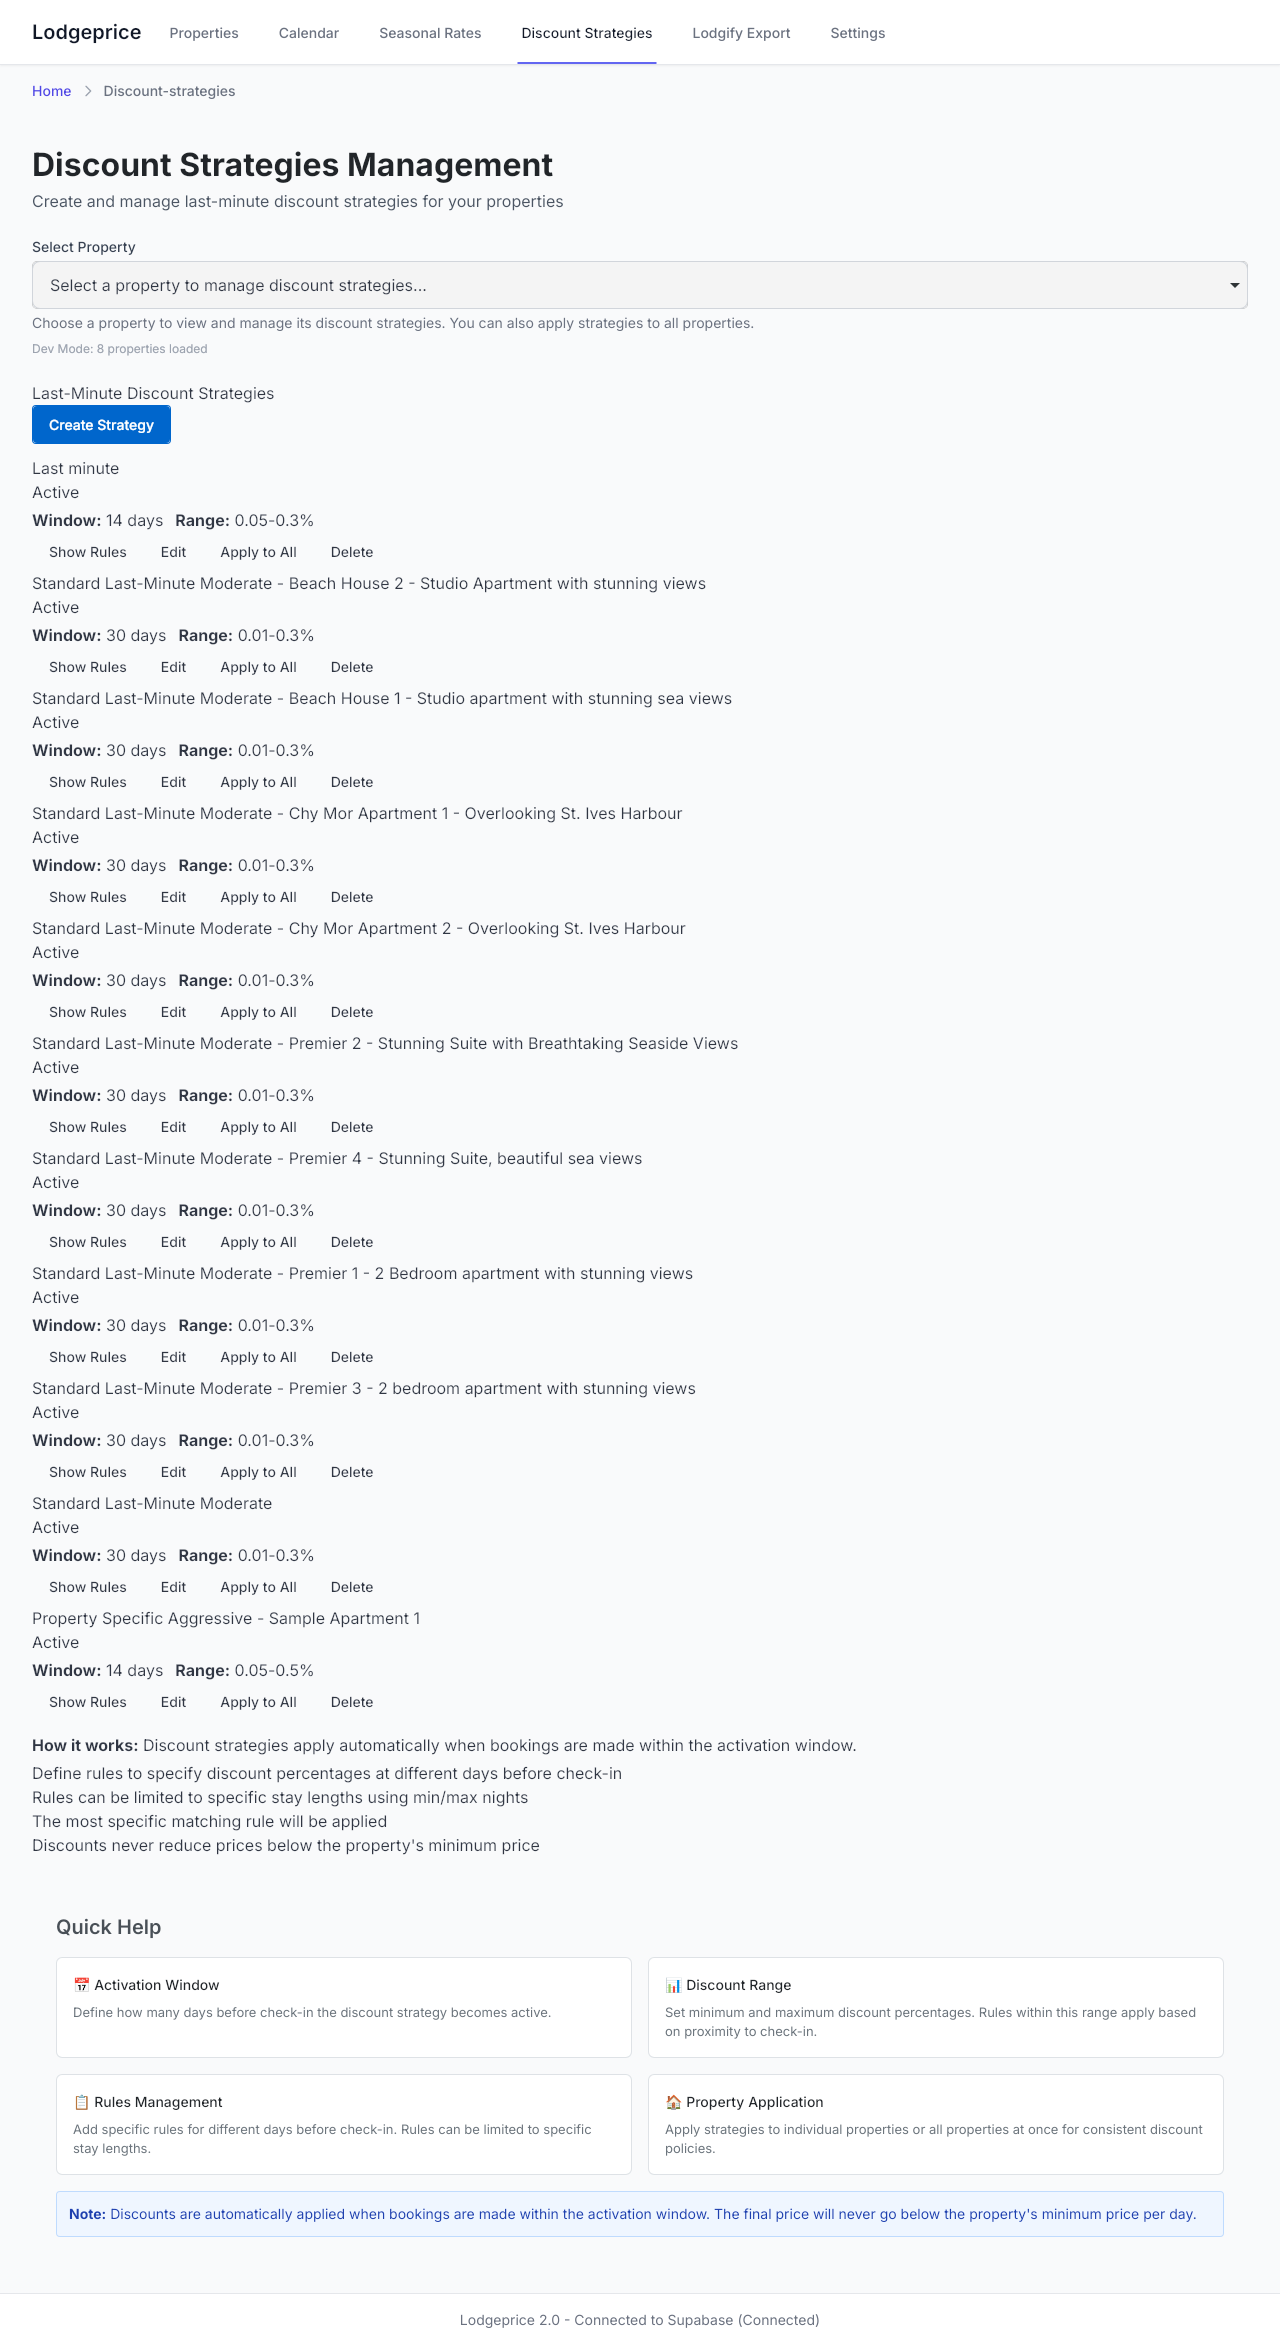 Lodgeprice Properties Calendar Seasonal Rates Discount Strategies Lodgify Export Settings
Home > Discount-strategies
Discount Strategies Management
Create and manage last-minute discount strategies for your properties
Select Property
Select a property to manage discount strategies...
Choose a property to view and manage its discount strategies. You can also apply strategies to all properties.
Dev Mode: 8 properties loaded
Last-Minute Discount Strategies
Create Strategy
Last minute
Active
Window: 14 days Range: 0.05-0.3%
Show Rules Edit Apply to All Delete
Standard Last-Minute Moderate - Beach House 2 - Studio Apartment with stunning views
Active
Window: 30 days Range: 0.01-0.3%
Show Rules Edit Apply to All Delete
Standard Last-Minute Moderate - Beach House 1 - Studio apartment with stunning sea views
Active
Window: 30 days Range: 0.01-0.3%
Show Rules Edit Apply to All Delete
Standard Last-Minute Moderate - Chy Mor Apartment 1 - Overlooking St. Ives Harbour
Active
Window: 30 days Range: 0.01-0.3%
Show Rules Edit Apply to All Delete
Standard Last-Minute Moderate - Chy Mor Apartment 2 - Overlooking St. Ives Harbour
Active
Window: 30 days Range: 0.01-0.3%
Show Rules Edit Apply to All Delete
Standard Last-Minute Moderate - Premier 2 - Stunning Suite with Breathtaking Seaside Views
Active
Window: 30 days Range: 0.01-0.3%
Show Rules Edit Apply to All Delete
Standard Last-Minute Moderate - Premier 4 - Stunning Suite, beautiful sea views
Active
Window: 30 days Range: 0.01-0.3%
Show Rules Edit Apply to All Delete
Standard Last-Minute Moderate - Premier 1 - 2 Bedroom apartment with stunning views
Active
Window: 30 days Range: 0.01-0.3%
Show Rules Edit Apply to All Delete
Standard Last-Minute Moderate - Premier 3 - 2 bedroom apartment with stunning views
Active
Window: 30 days Range: 0.01-0.3%
Show Rules Edit Apply to All Delete
Standard Last-Minute Moderate
Active
Window: 30 days Range: 0.01-0.3%
Show Rules Edit Apply to All Delete
Property Specific Aggressive - Sample Apartment 1
Active
Window: 14 days Range: 0.05-0.5%
Show Rules Edit Apply to All Delete
How it works: Discount strategies apply automatically when bookings are made within the activation window.
Define rules to specify discount percentages at different days before check-in
Rules can be limited to specific stay lengths using min/max nights
The most specific matching rule will be applied
Discounts never reduce prices below the property's minimum price
Quick Help
📅 Activation Window
Define how many days before check-in the discount strategy becomes active.
📊 Discount Range
Set minimum and maximum discount percentages. Rules within this range apply based
on proximity to check-in.
📋 Rules Management
Add specific rules for different days before check-in. Rules can be limited to specific
stay lengths.
🏠 Property Application
Apply strategies to individual properties or all properties at once for consistent discount
policies.
Note: Discounts are automatically applied when bookings are made within the activation window. The final price will never go below the property's minimum price per day.
Lodgeprice 2.0 - Connected to Supabase (Connected)